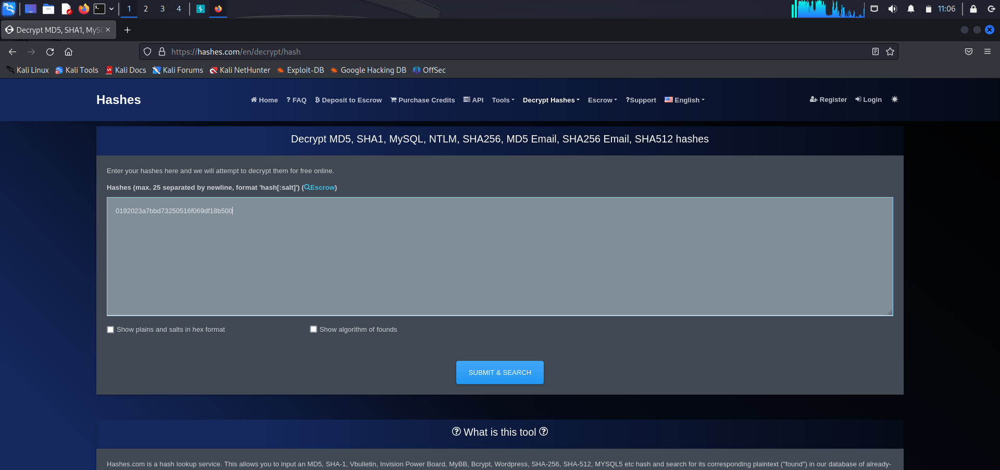 1 2 3 4
11:06
Decrypt MD5, SHA1, MySQ
https://hashes.com/en/decrypt/hash
Kali Linux Kali Tools Kali Docs Kali Forums Kali NetHunter Exploit-DB Google Hacking DB OffSec
Hashes Home ? FAQ Deposit to Escrow Purchase Credits API Tools Decrypt Hashes Escrow ?Support English Register Login
Decrypt MD5, SHA1, MySQL, NTLM, SHA256, MD5 Email, SHA256 Email, SHA512 hashes
Enter your hashes here and we will attempt to decrypt them for free online.
Hashes (max. 25 separated by newline, format 'hash[:salt]') (Escrow)
0192023a7bbd73250516f069df18b500
Show plains and salts in hex format Show algorithm of founds
SUBMIT & SEARCH
? What is this tool ?
Hashes.com is a hash lookup service. This allows you to input an MD5, SHA-1, Vbulletin, Invision Power Board, MyBB, Bcrypt, Wordpress, SHA-256, SHA-512, MYSQL5 etc hash and search for its corresponding plaintext ("found") in our database of already-